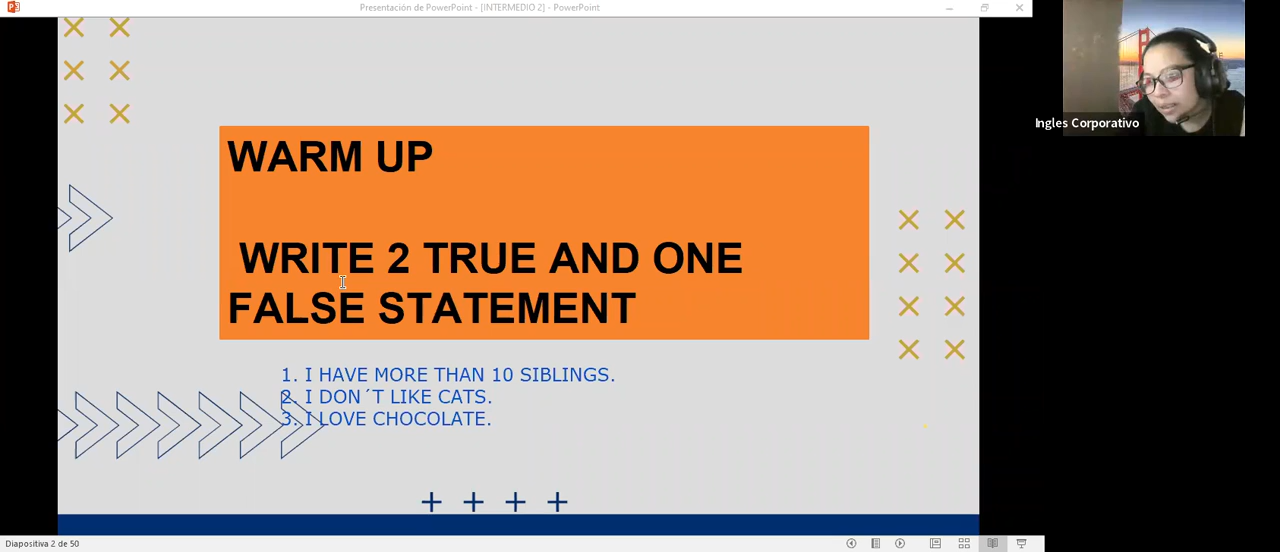 Presentación de PowerPoint - [INTERMEDIO 2] - PowerPoint
WARM UP
WRITE 2 TRUE AND ONE
FALSE STATEMENT
1. I HAVE MORE THAN 10 SIBLINGS.
2. I DON´T LIKE CATS.
3. I LOVE CHOCOLATE.
Ingles Corporativo
Diapositiva 2 de 50